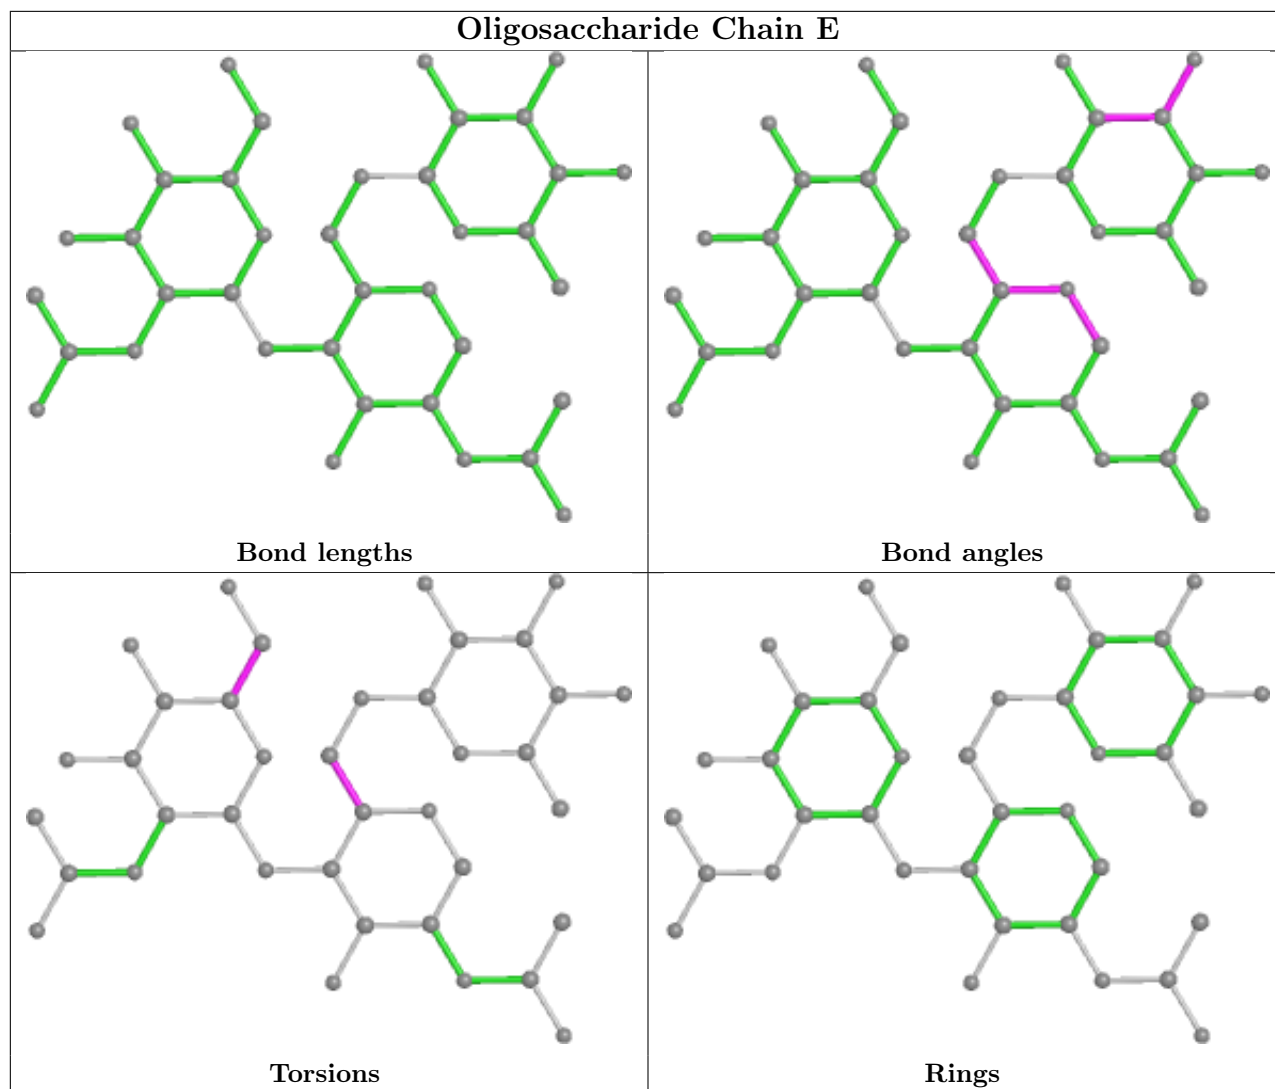 Oligosaccharide Chain E
Bond lengths
Bond angles
Torsions
Rings